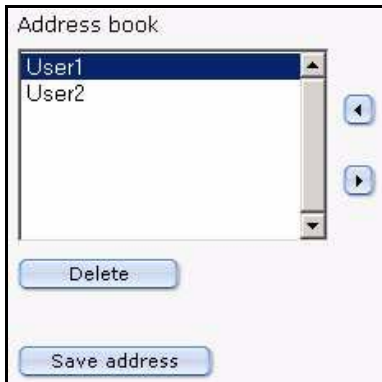 Address book
User1
User2
Delete
Save address